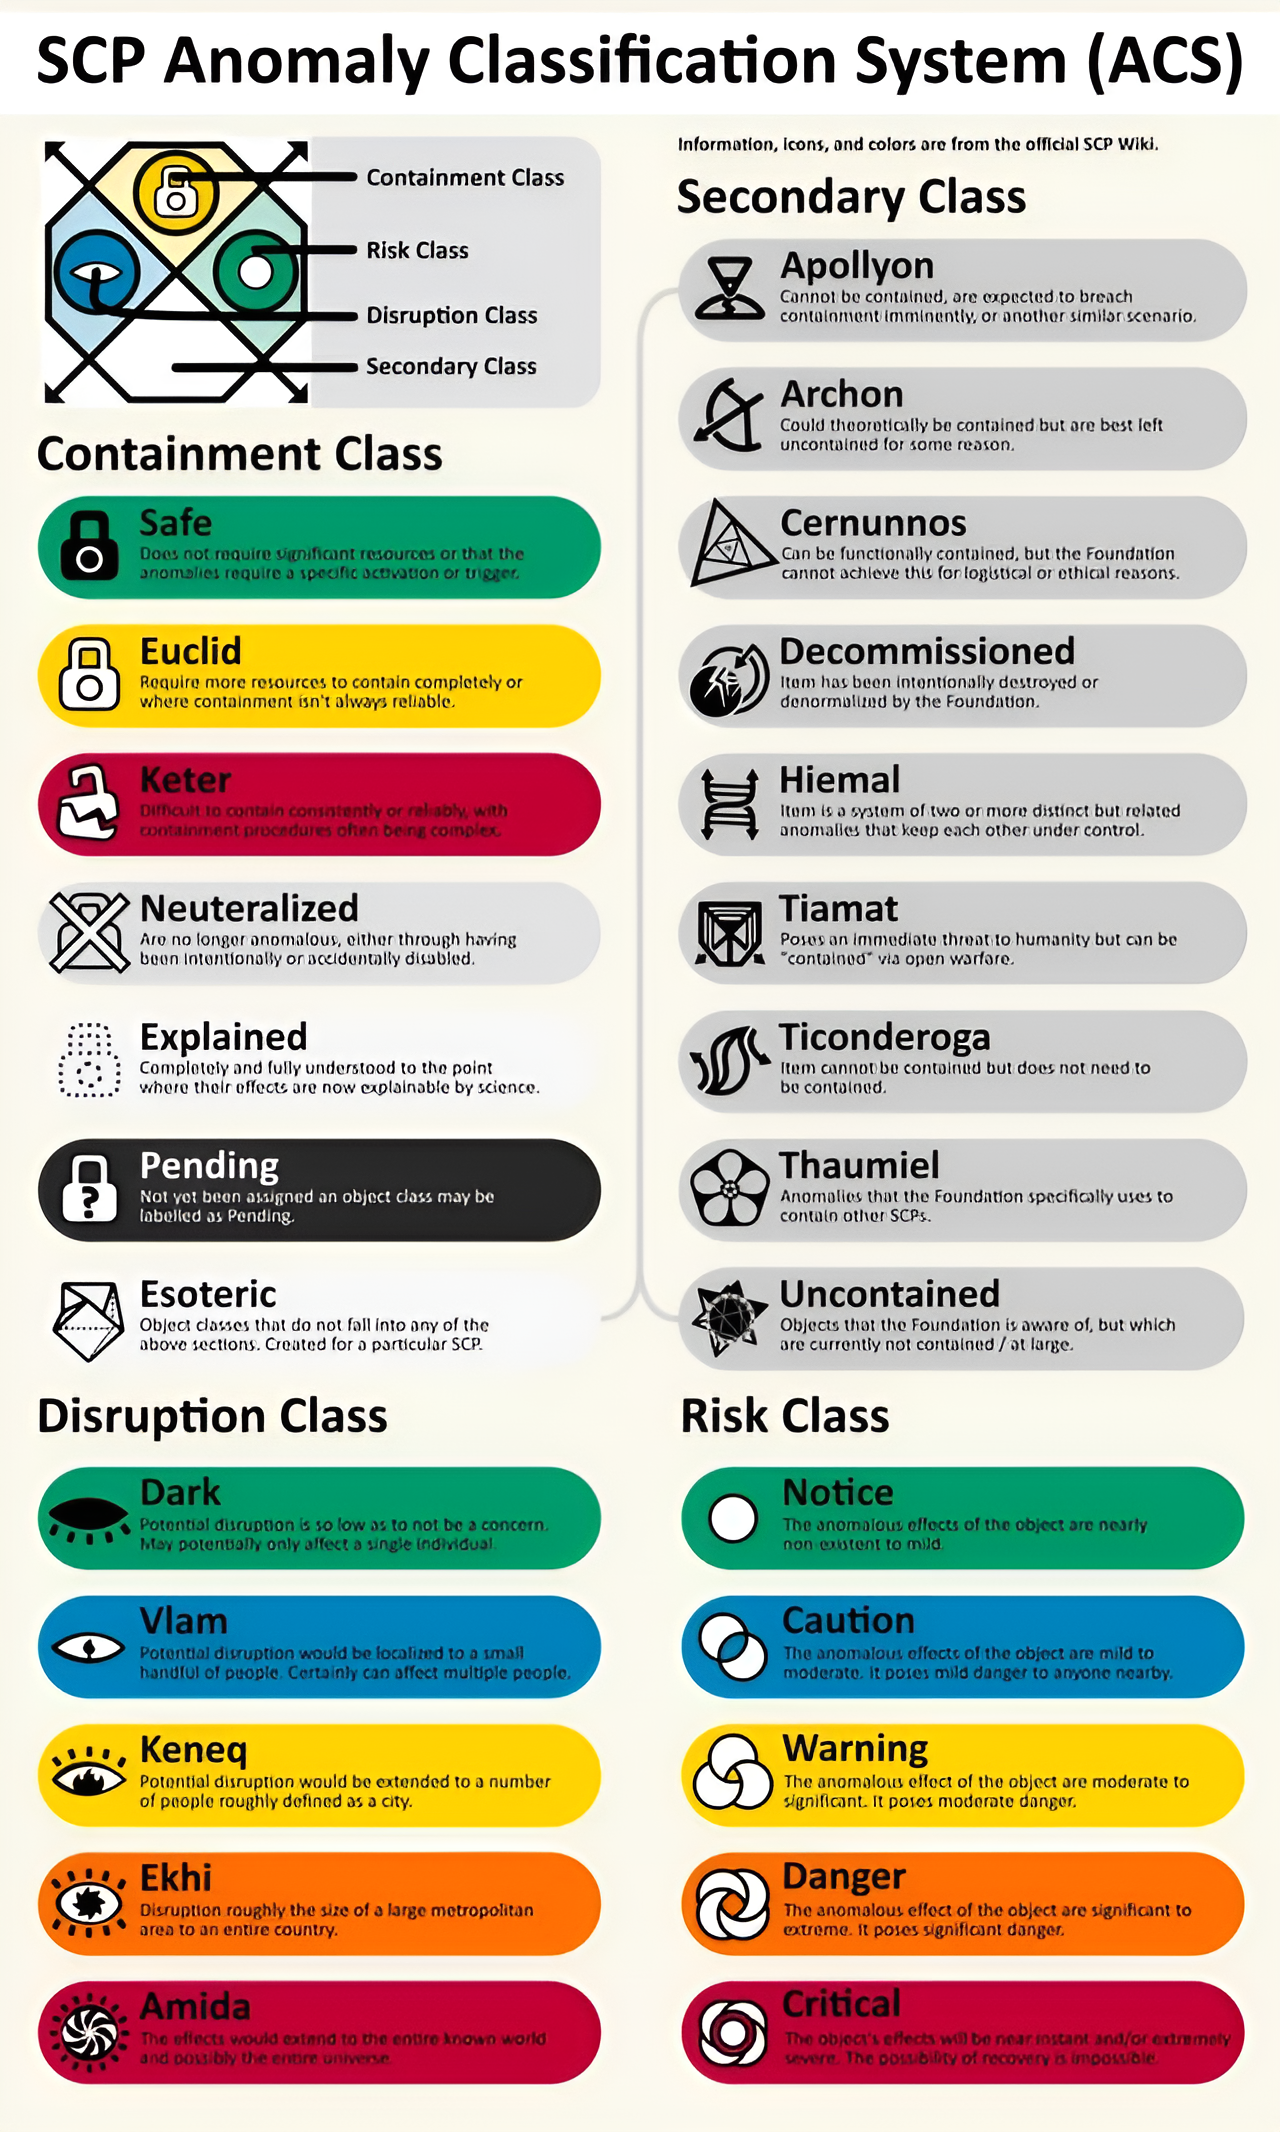 SCP Anomaly Classification System (ACS)
Containment Class
Risk Class
Disruption Class
Secondary Class
Containment Class
Safe
Does not require significant resources or that the
anomalies require a specific activation or trigger.
Euclid
Require more resources to contain completely or
where containment isn't always reliable.
Keter
Difficult to contain consistently or reliably, with
containment procedures often being complex.
Neuteralized
Are no longer anomalous, either through having
been intentionally or accidentally disabled.
Explained
Completely and fully understood to the point
where their effects are now explainable by science.
Pending
Not yet been assigned an object class may be
labelled as Pending.
?
Esoteric
Object classes that do not fall into any of the
above sections. Created for a particular SCP.
Information, icons, and colors are from the official SCP Wiki.
Secondary Class
Apollyon
Cannot be contained, are expected to breach
containment imminently, or another similar scenario.
Archon
Could theoretically be contained but are best left
uncontained for some reason.
Cernunnos
Can be functionally contained, but the Foundation
cannot achieve this for logistical or ethical reasons.
Decommissioned
Item has been intentionally destroyed or
denormalized by the Foundation.
Hiemal
Item is a system of two or more distinct but related
anomalies that keep each other under control.
Tiamat
Poses an immediate threat to humanity but can be
"contained" via open warfare.
Ticonderoga
Item cannot be contained but does not need to
be contained.
Thaumiel
Anomalies that the Foundation specifically uses to
contain other SCPs.
Uncontained
Objects that the Foundation is aware of, but which
are currently not contained / at large.
Disruption Class
Dark
Potential disruption is so low as to not be a concern.
May potentially only affect a single individual.
Vlam
Potential disruption would be localized to a small
handful of people. Certainly can affect multiple people.
Keneq
Potential disruption would be extended to a number
of people roughly defined as a city.
Ekhi
Disruption roughly the size of a large metropolitan
area to an entire country.
Amida
The effects would extend to the entire known world
and possibly the entire universe.
Risk Class
Notice
The anomalous effects of the object are nearly
non existent to mild.
Caution
The anomalous effects of the object are mild to
moderate. It poses mild danger to anyone nearby.
Warning
The anomalous effect of the object are moderate to
significant. It poses moderate danger.
Danger
The anomalous effect of the object are significant to
extreme. It poses significant danger.
Critical
The object's effects will be near instant and/or extremely
severe. The possibility of recovery is impossible.